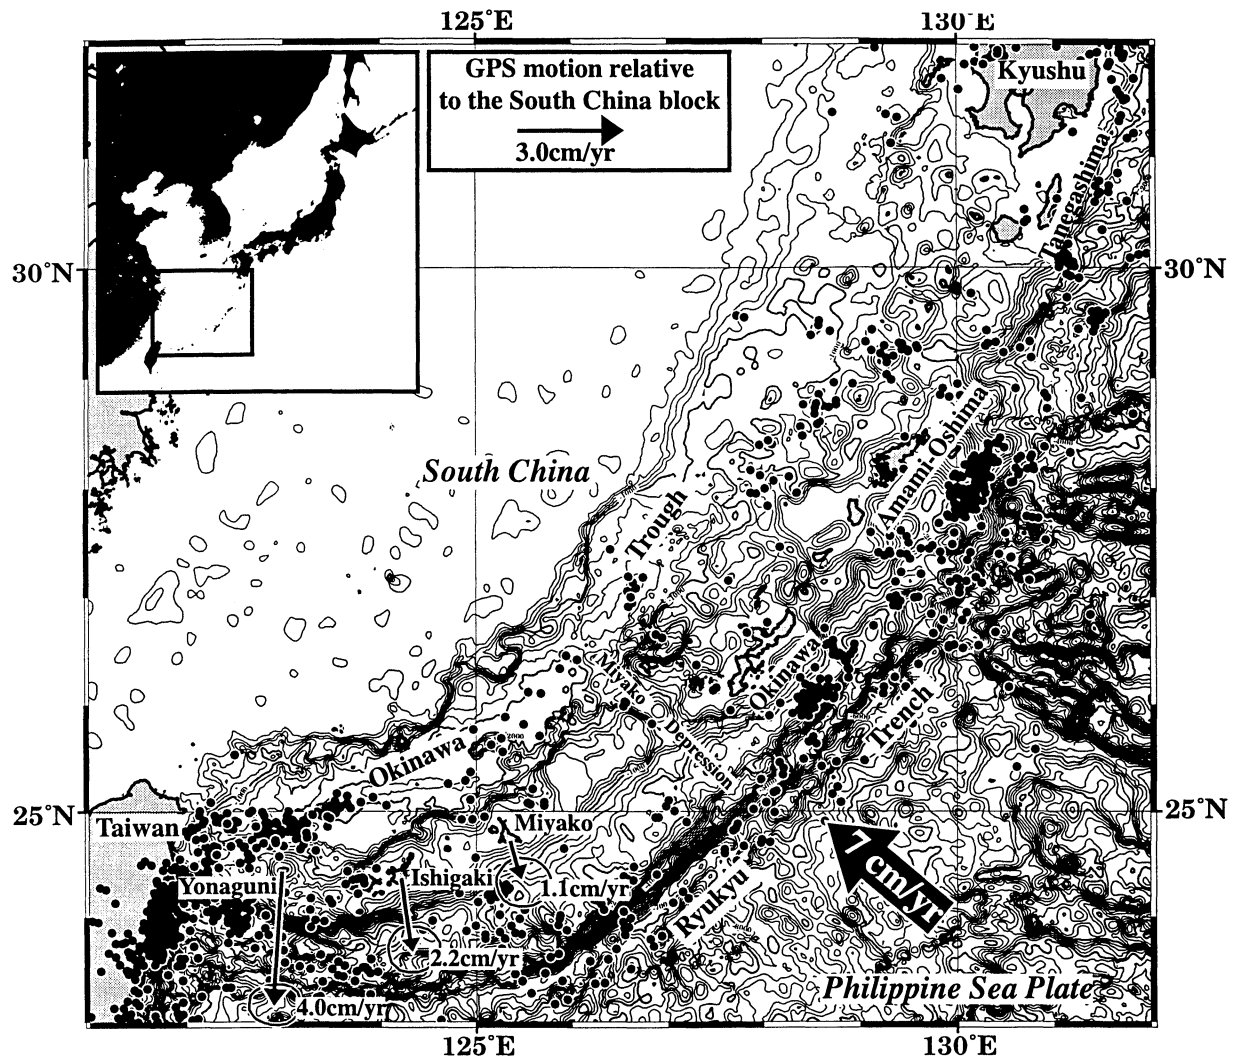 125°E
130°E
GPS motion relative
to the South China block
3.0cm/yr
Kyushu
Tanegashima
30°N
30°N
South China
Trough
Amami-Oshima
Miyako
Depression
Okinawa
Okinawa
Trench
25°N
25°N
Taiwan
Miyako
7 cm/yr
Yonaguni
Ishigaki
1.1cm/yr
Ryukyu
2.2cm/yr
4.0cm/yr
Philippine Sea Plate
125°E
130°E